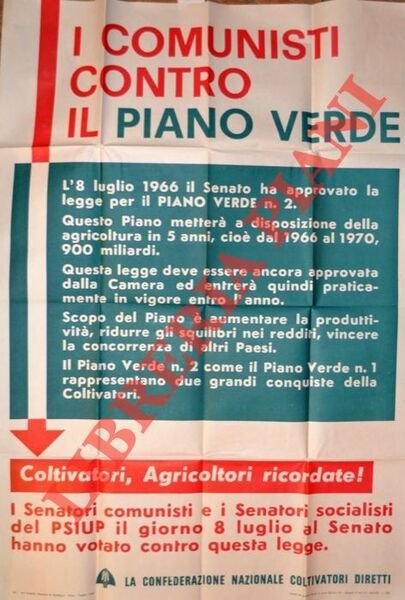 I COMUNISTI
CONTRO
IL PIANO VERDE
L'8 luglio 1966 il Senato ha approvato la
legge per il PIANO VERDE n. 2.
Questo Piano metterà a disposizione della
agricoltura in 5 anni, cioè dal 1966 al 1970,
900 miliardi.
Questa legge deve essere ancora approvata
dalla Camera ed entrerà quindi pratica-
mente in vigore entro l'anno.
Scopo del Piano è aumentare la produtti-
vità, ridurre gli squilibri nei redditi, vincere
la concorrenza di altri Paesi.
Il Piano Verde n. 2 come il Piano Verde n. 1
rappresentano due grandi conquiste della
Coltivatori.
Coltivatori, Agricoltori ricordate!
I Senatori comunisti e i Senatori socialisti
del PSIUP il giorno 8 luglio al Senato
hanno votato contro questa legge.
LA CONFEDERAZIONE NAZIONALE COLTIVATORI DIRETTI
LIBRERIA PIANI